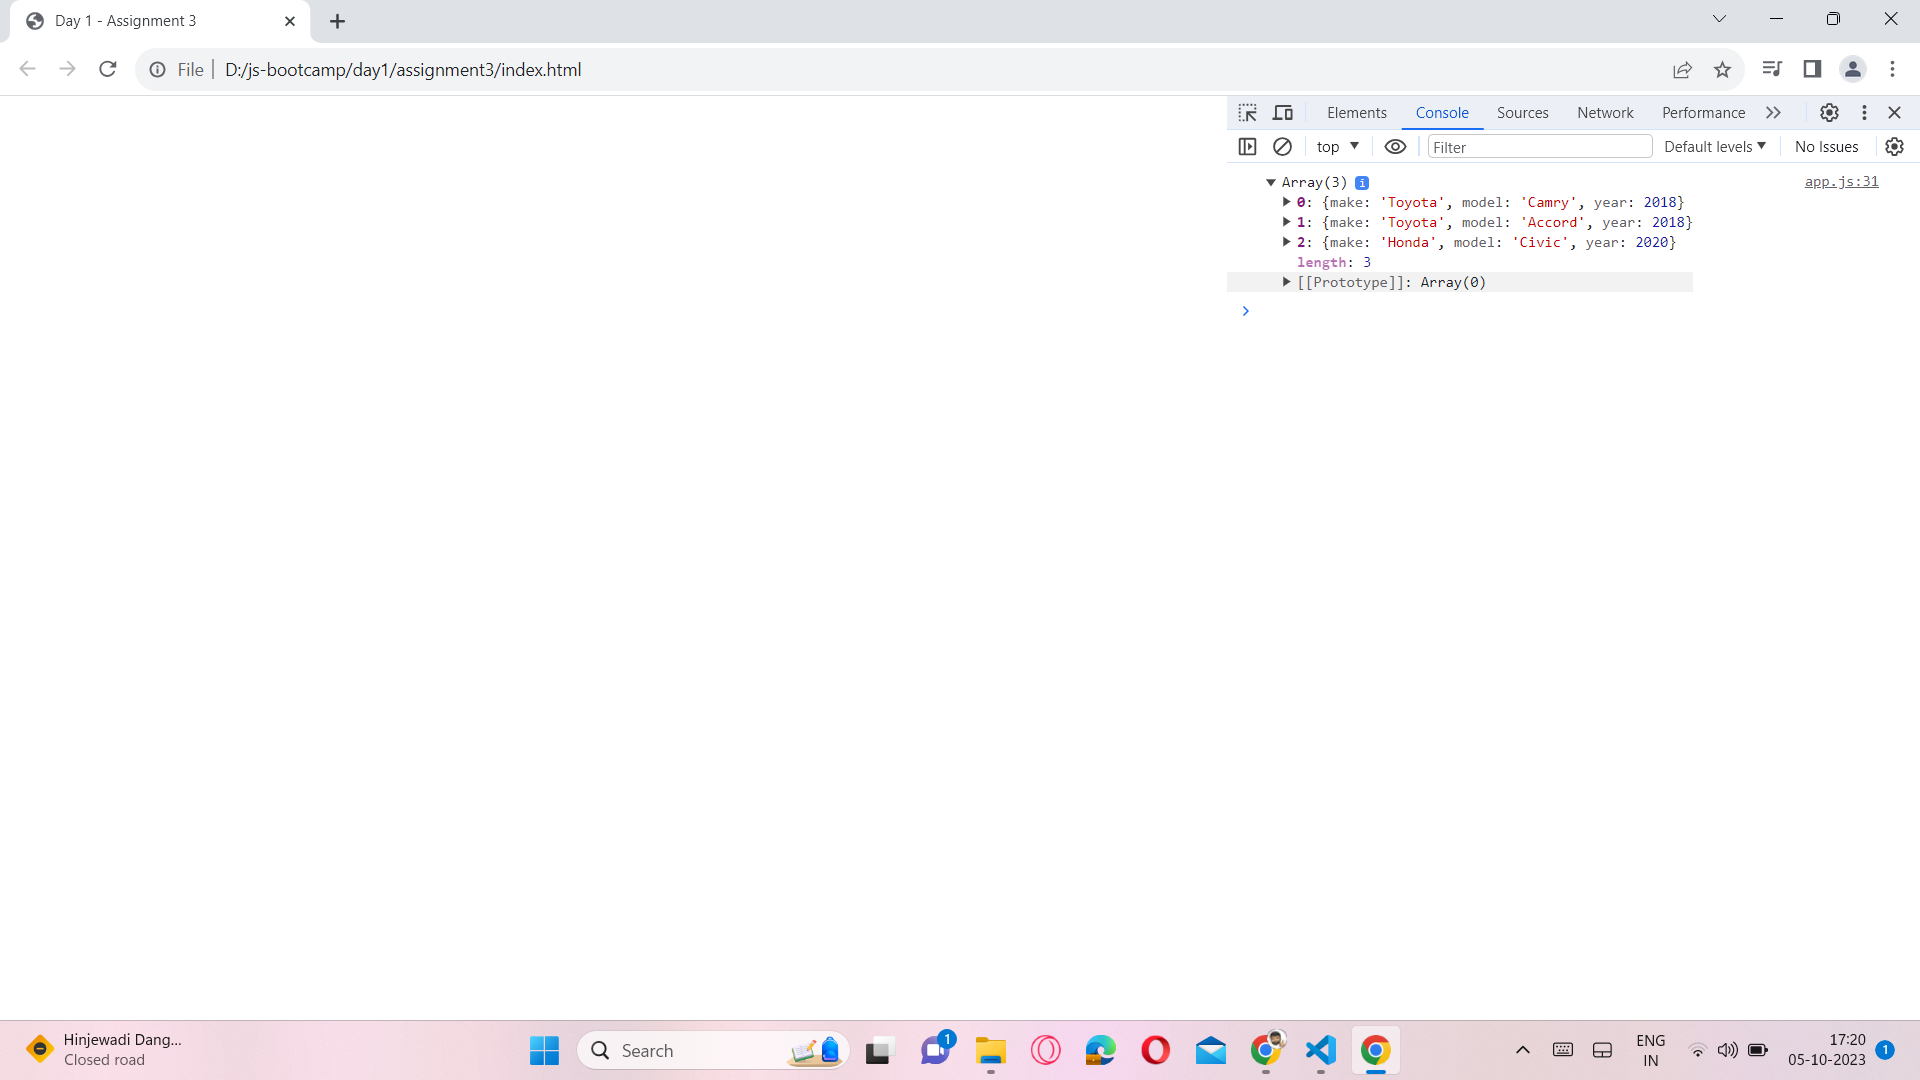 Day 1 - Assignment 3
File | D:/js-bootcamp/day1/assignment3/index.html
Elements Console Sources Network Performance
top Filter Default levels No Issues
Array(3) i app.js:31
0: {make: 'Toyota', model: 'Camry', year: 2018}
1: {make: 'Toyota', model: 'Accord', year: 2018}
2: {make: 'Honda', model: 'Civic', year: 2020}
length: 3
[[Prototype]]: Array(0)
Hinjewadi Dang...
Closed road
Search
1
ENG
IN
17:20
05-10-2023
1